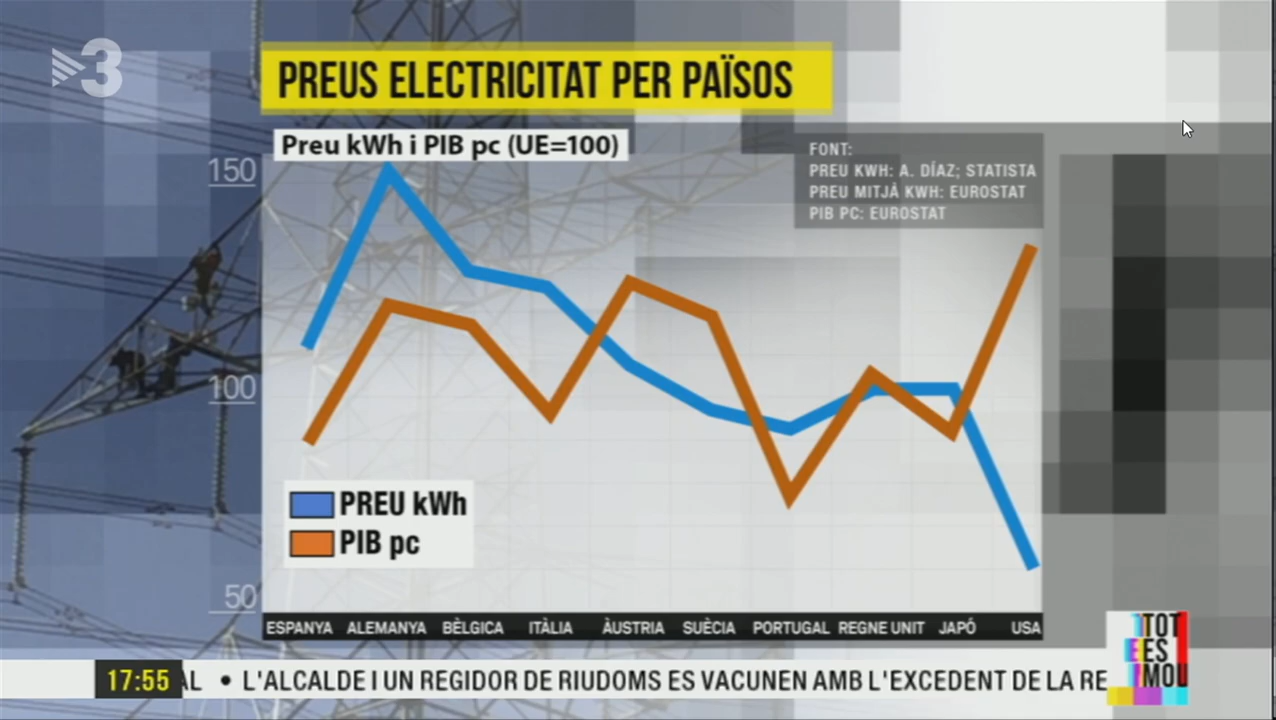 3
PREUS ELECTRICITAT PER PAÏSOS
Preu kWh i PIB pc (UE=100)
FONT:
PREU KWH: A. DÍAZ; STATISTA
PREU MITJÀ KWH: EUROSTAT
PIB PC: EUROSTAT
150
100
50
PREU kWh
PIB pc
ESPANYA ALEMANYA BÈLGICA ITÀLIA ÀUSTRIA SUÈCIA PORTUGAL REGNE UNIT JAPÓ USA
17:55 AL • L'ALCALDE I UN REGIDOR DE RIUDOMS ES VACUNEN AMB L'EXCEDENT DE LA RE
TOT
ES
MOU